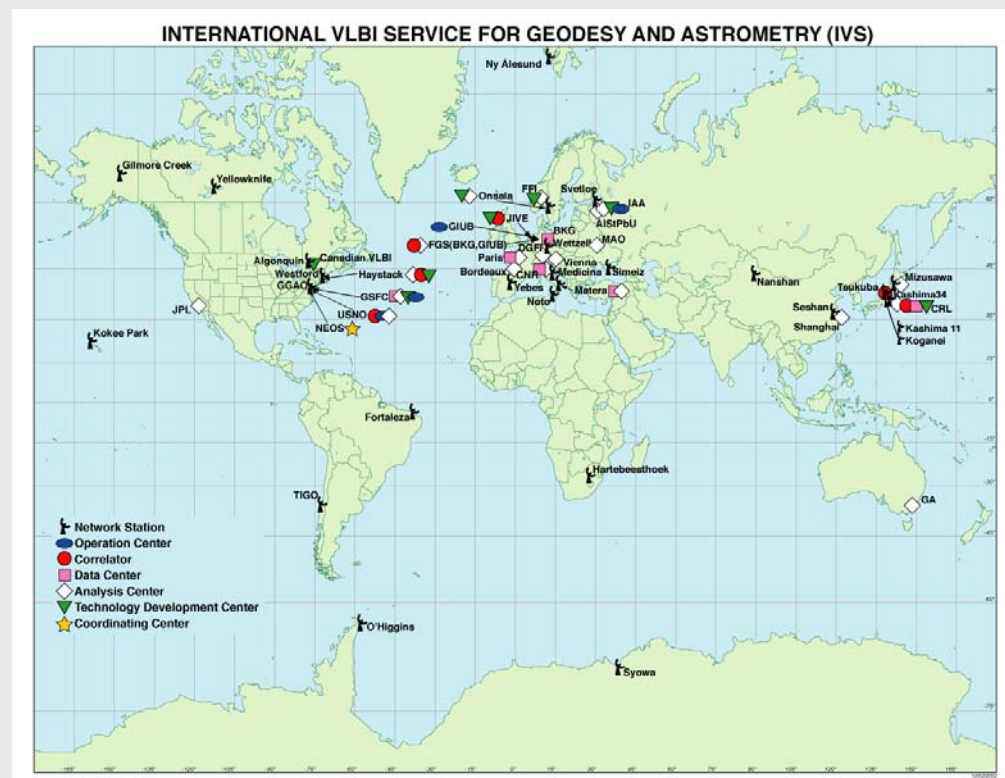 INTERNATIONAL VLBI SERVICE FOR GEODESY AND ASTROMETRY (IVS)
Ny Alesund
Gilmore Creek
Yellowknife
Onsala
FFI
Svetloe
IAA
AIStPbU
GIUB
JIVE
BKG
FGS(BKG,GIUB)
DGFI
Wettzell
MAO
Algonquin
Canadian VLBI
Paris
Vienna
Westford
Haystack
Bordeaux
CNR
Medicina
Simeiz
Nanshan
Mizusawa
GGAO
Yebes
Tsukuba
GSFC
Noto
Matera
Kashima34
JPL
USNO
Seshan
CRL
NEOS
Shanghai
Kashima 11
Kokee Park
Koganei
Fortaleza
Hartebeesthoek
TIGO
GA
Network Station
Operation Center
Correlator
Data Center
Analysis Center
Technology Development Center
Coordinating Center
O'Higgins
Syowa